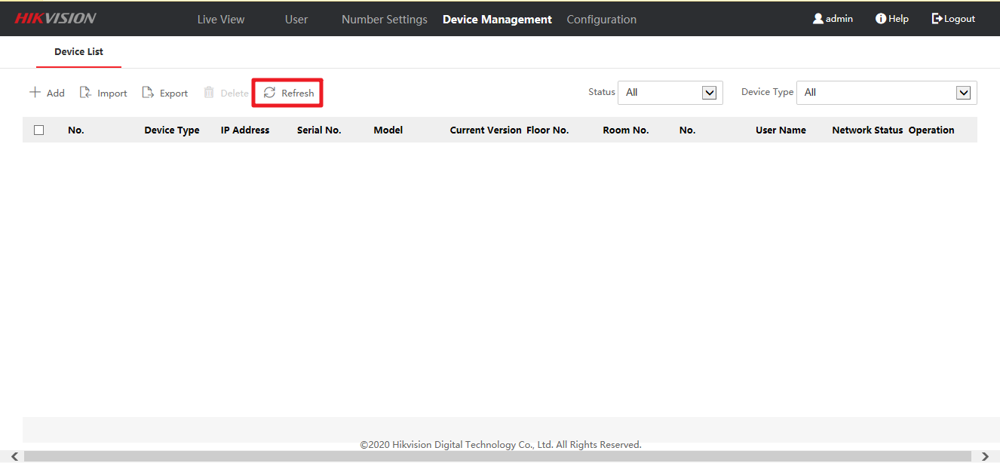 HIKVISION Live View User Number Settings Device Management Configuration admin Help Logout
Device List
Add Import Export Delete Refresh Status All Device Type All
No. Device Type IP Address Serial No. Model Current Version Floor No. Room No. No. User Name Network Status Operation
©2020 Hikvision Digital Technology Co., Ltd. All Rights Reserved.